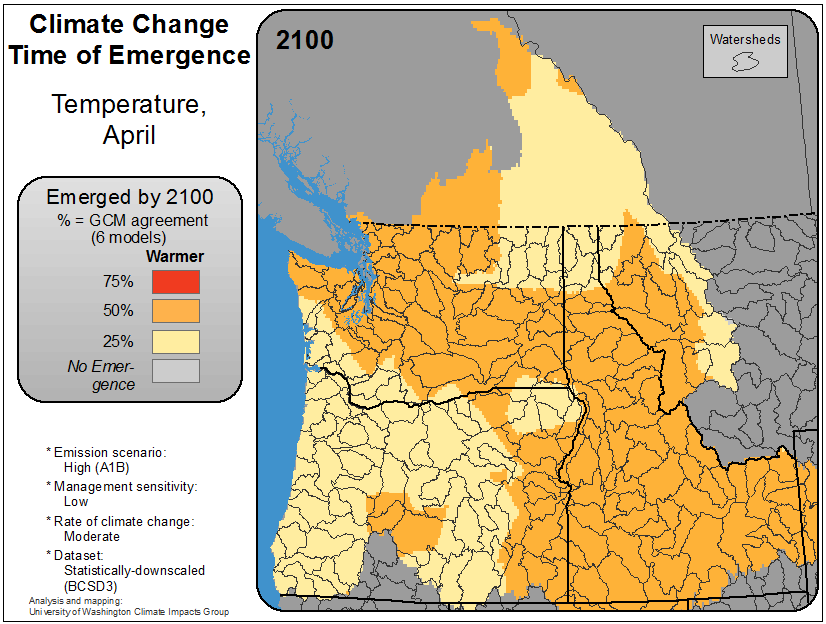 Climate Change
Time of Emergence
Temperature,
April
2100
Watersheds
Emerged by 2100
% = GCM agreement
(6 models)
Warmer
75%
50%
25%
No Emer-
gence
* Emission scenario:
High (A1B)
* Management sensitivity:
Low
* Rate of climate change:
Moderate
* Dataset:
Statistically-downscaled
(BCSD3)
Analysis and mapping:
University of Washington Climate Impacts Group